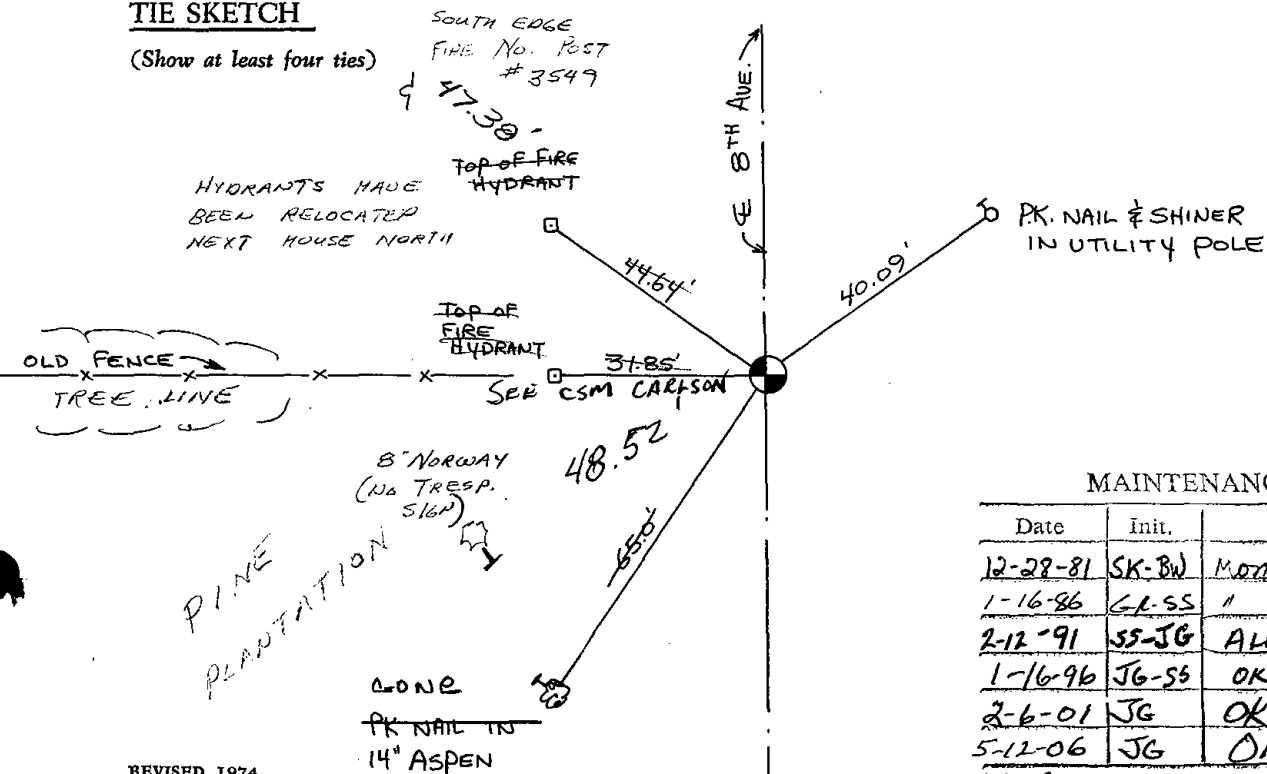 TIE SKETCH
(Show at least four ties)
SOUTH EDGE
FIRE NO. POST
#3549
& 47.38
TOP OF FIRE
HYDRANT
HYDRANTS HAVE
BEEN RELOCATED
NEXT HOUSE NORTH
℄ 8TH AVE.
P.K. NAIL & SHINER
IN UTILITY POLE
44.64'
40.09'
TOP OF
FIRE
HYDRANT
31.85'
OLD FENCE
TREE LINE
SEE CSM CARLSON
48.52
8" NORWAY
(NO TRESP.
SIGN)
65.0'
PINE
PLANTATION
GONE
PK NAIL IN
14" ASPEN
REVISED 1974
MAINTENANC
Date Init.
12-28-81 SK-BW Mon
1-16-86 GR-SS "
2-12-91 SS-JG AL
1-16-96 JG-SS OK
2-6-01 JG OK
5-12-06 JG